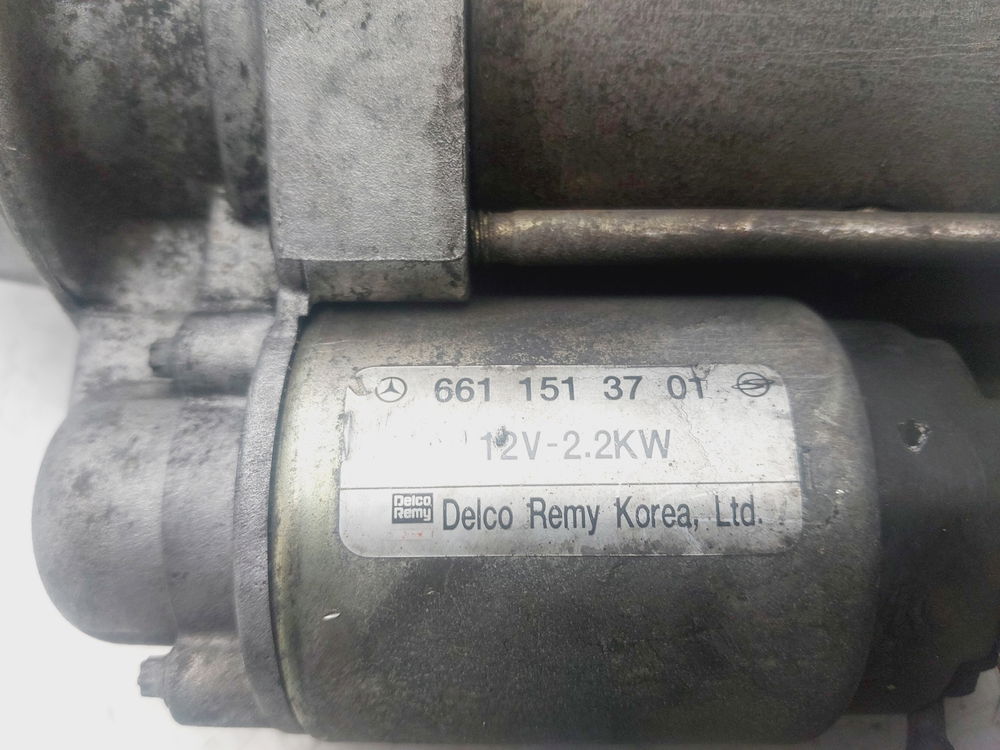 661 151 37 01
12V-2.2KW
Delco Remy Delco Remy Korea, Ltd.